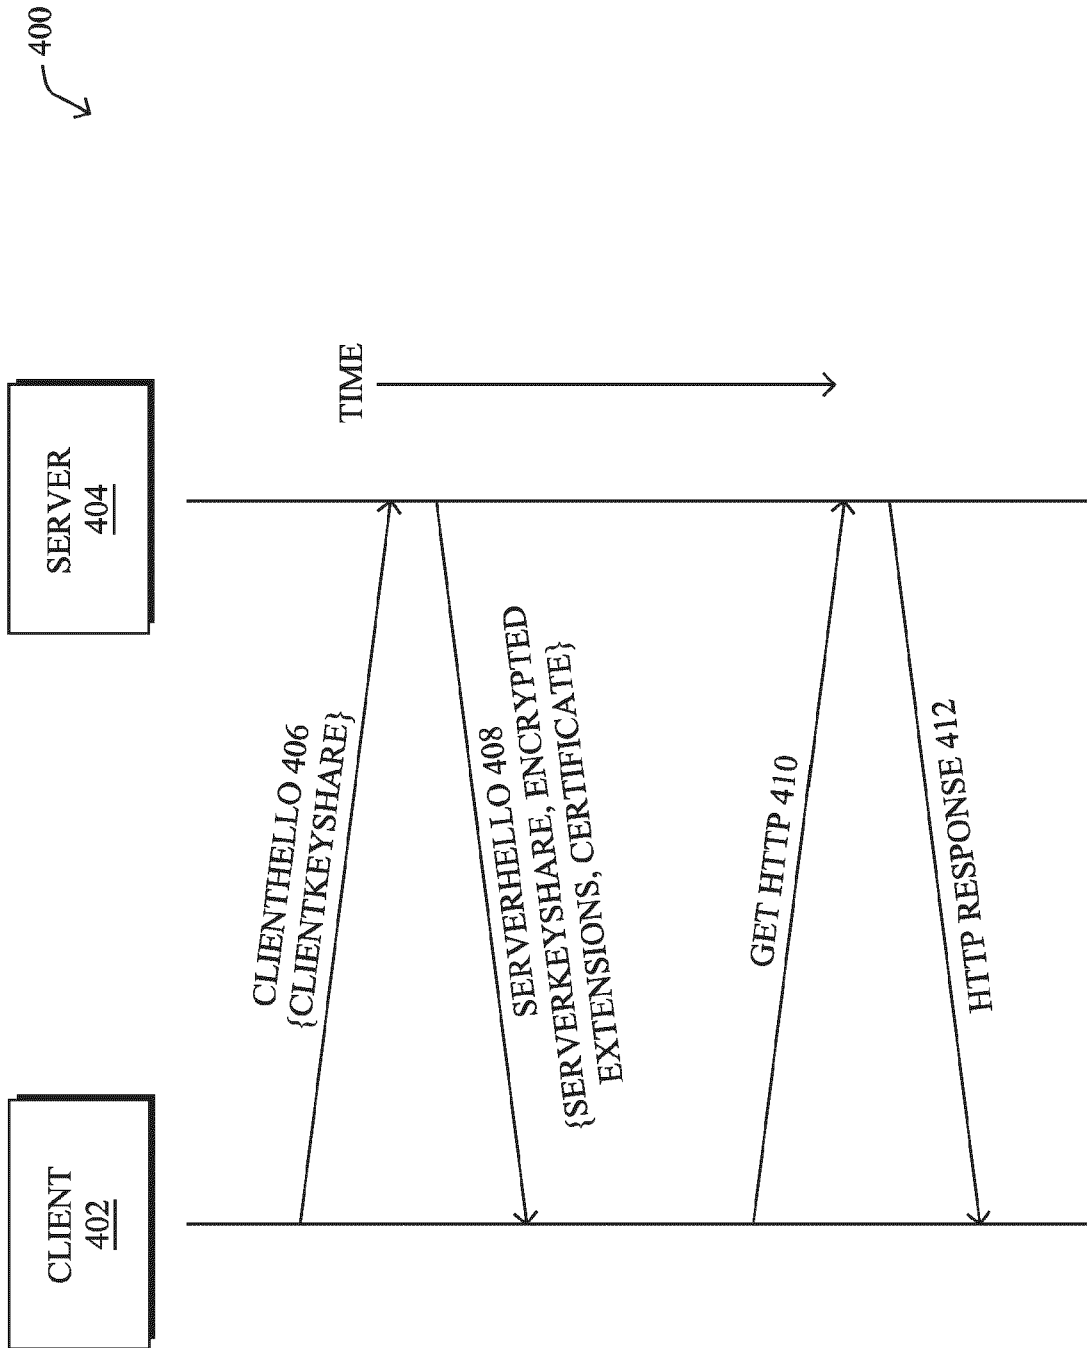 400
CLIENT
402
SERVER
404
TIME
CLIENTHELLO 406
{CLIENTKEYSHARE}
SERVERHELLO 408
{SERVERKEYSHARE, ENCRYPTED
EXTENSIONS, CERTIFICATE}
GET HTTP 410
HTTP RESPONSE 412